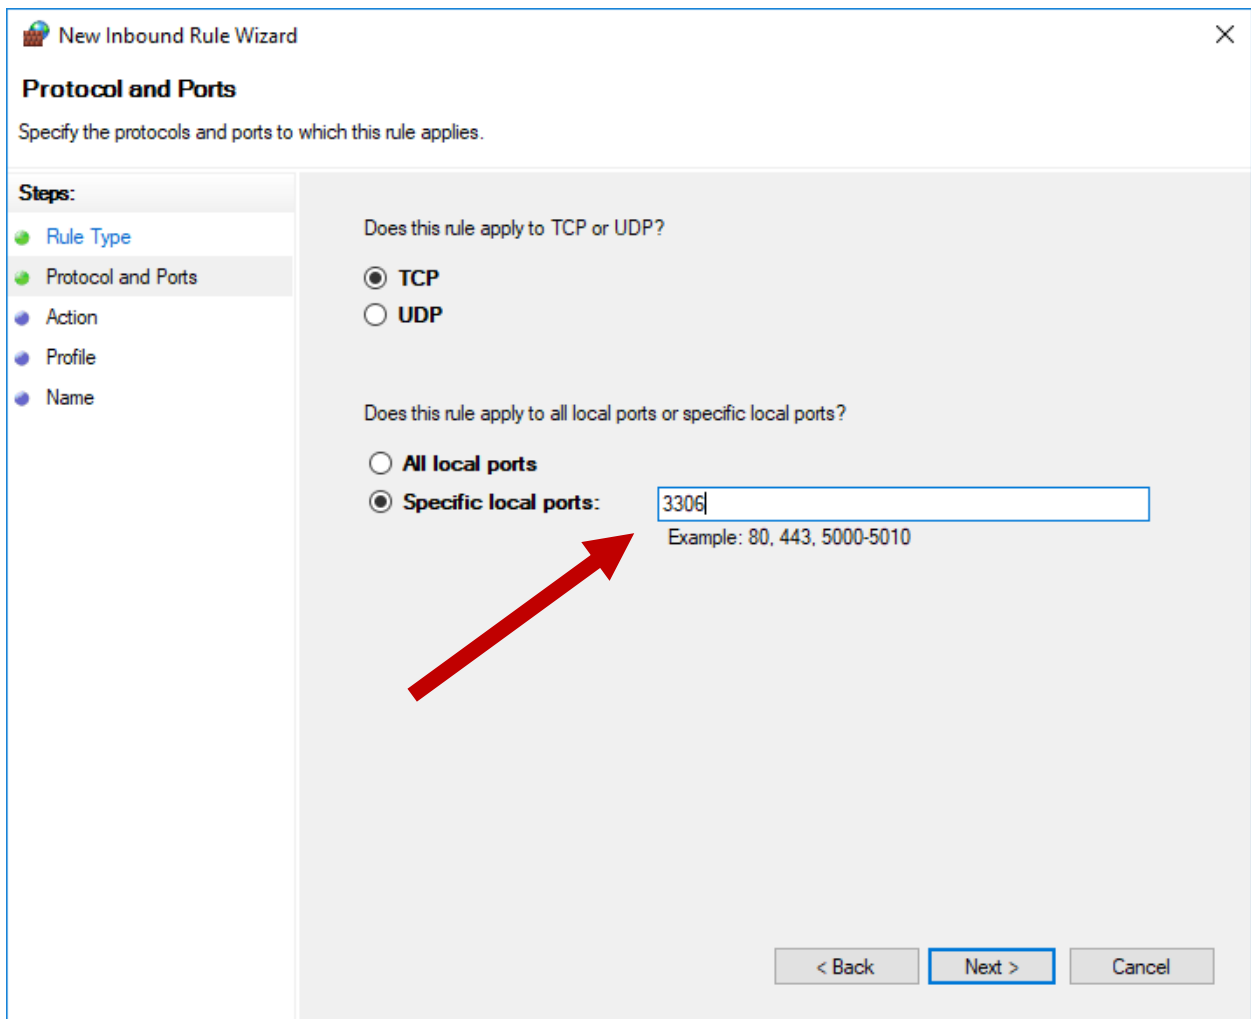 New Inbound Rule Wizard
Protocol and Ports
Specify the protocols and ports to which this rule applies.
Steps:
Rule Type
Protocol and Ports
Action
Profile
Name
Does this rule apply to TCP or UDP?
TCP
UDP
Does this rule apply to all local ports or specific local ports?
All local ports
Specific local ports: 3306
Example: 80, 443, 5000-5010
< Back Next > Cancel